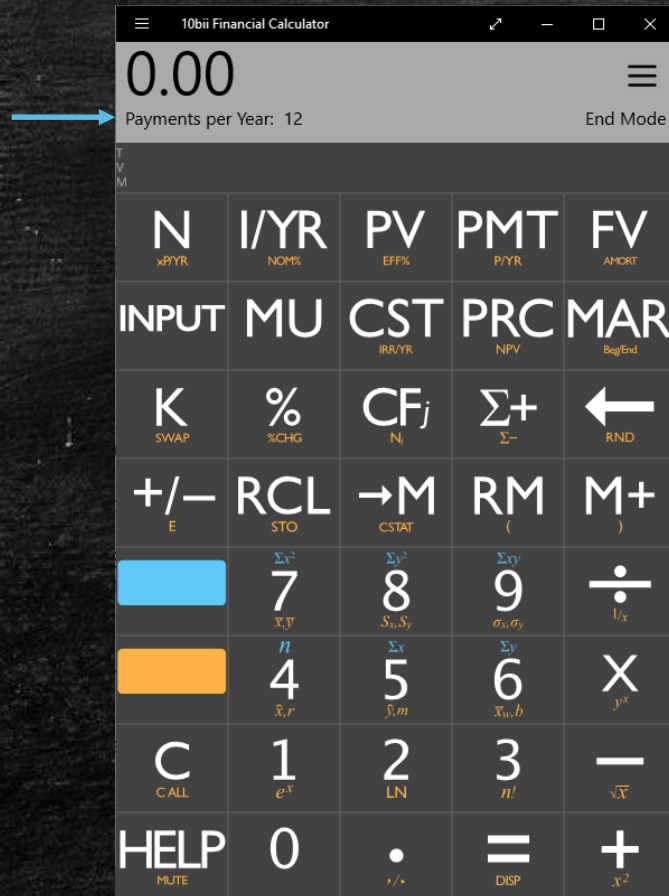 10bii Financial Calculator
0.00
Payments per Year: 12 End Mode
T
V
M
N I/YR PV PMT FV
xP/YR NOM% EFF% P/YR AMORT
INPUT MU CST PRC MAR
IRR/YR NPV Beg/End
K % CFj Σ+ ←
SWAP %CHG Nj Σ− RND
+/− RCL →M RM M+
E STO CSTAT ( )
Σx² Σy² Σxy
7 8 9 ÷
x̅,y̅ Sx,Sy σx,σy 1/x
n Σx Σy
4 5 6 X
x̂,r ŷ,m x̅w,b yˣ
C 1 2 3 −
C ALL eˣ LN n! √x
HELP 0 . = +
MUTE ,/. DISP x²